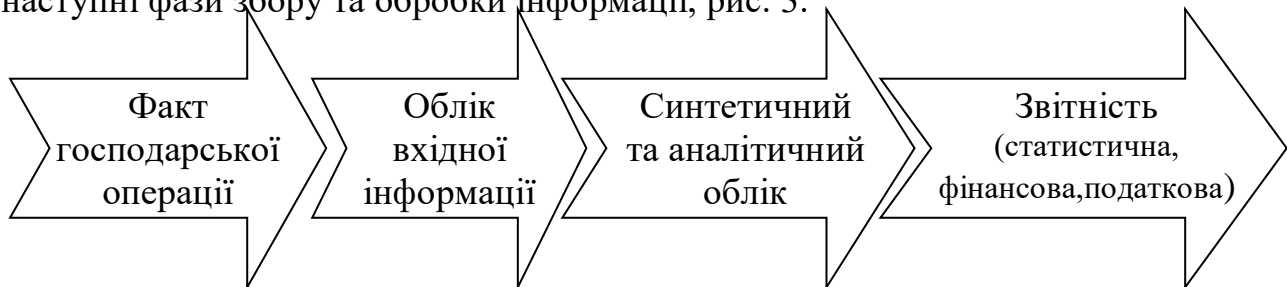 наступні фази збору та обробки інформації, рис. 3.
Факт
господарської
операції
Облік
вхідної
інформації
Синтетичний
та аналітичний
облік
Звітність
(статистична,
фінансова,податкова)